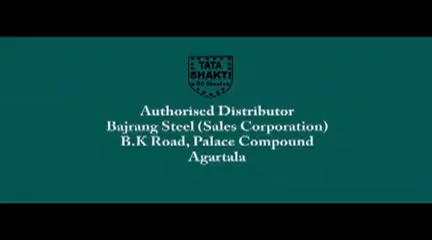 TATA
SHAKTI
Authorised Distributor
Bajrang Steel (Sales Corporation)
B.K Road, Palace Compound
Agartala